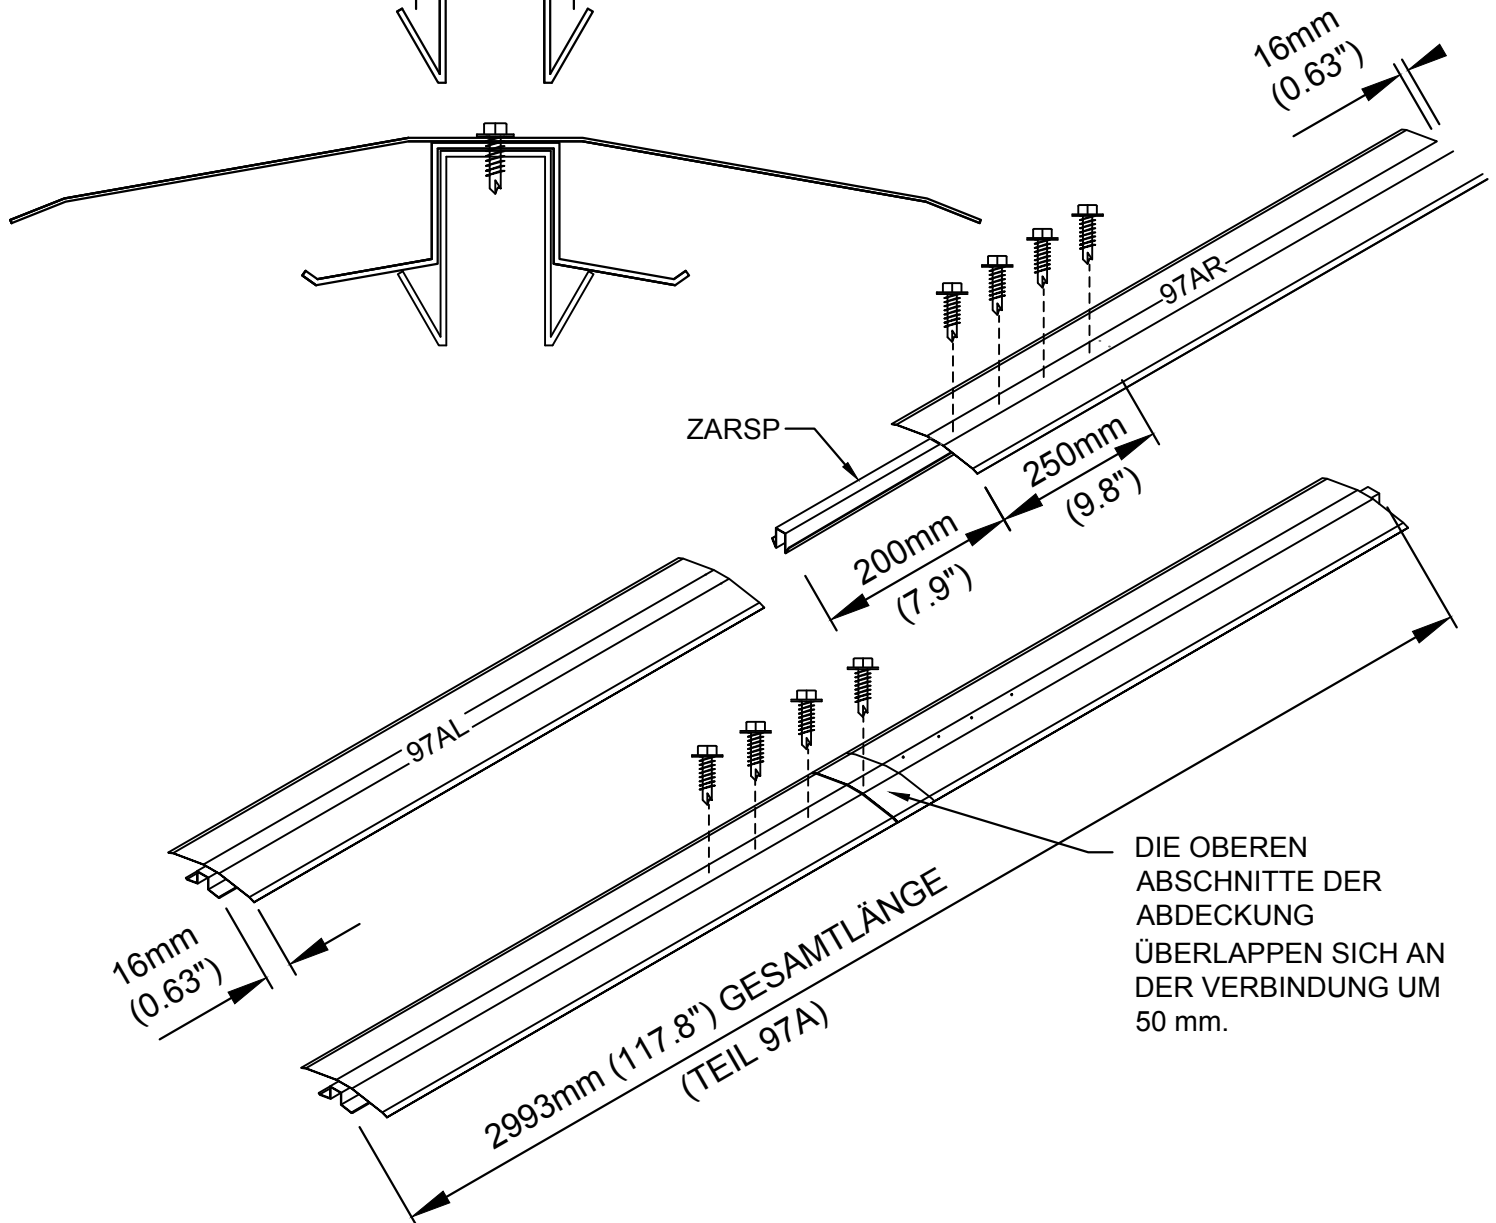 16mm
(0.63")
97AR
ZARSP
250mm
(9.8")
200mm
(7.9")
97AL
16mm
(0.63")
2993mm (117.8") GESAMTLÄNGE
(TEIL 97A)
DIE OBEREN
ABSCHNITTE DER
ABDECKUNG
ÜBERLAPPEN SICH AN
DER VERBINDUNG UM
50 mm.